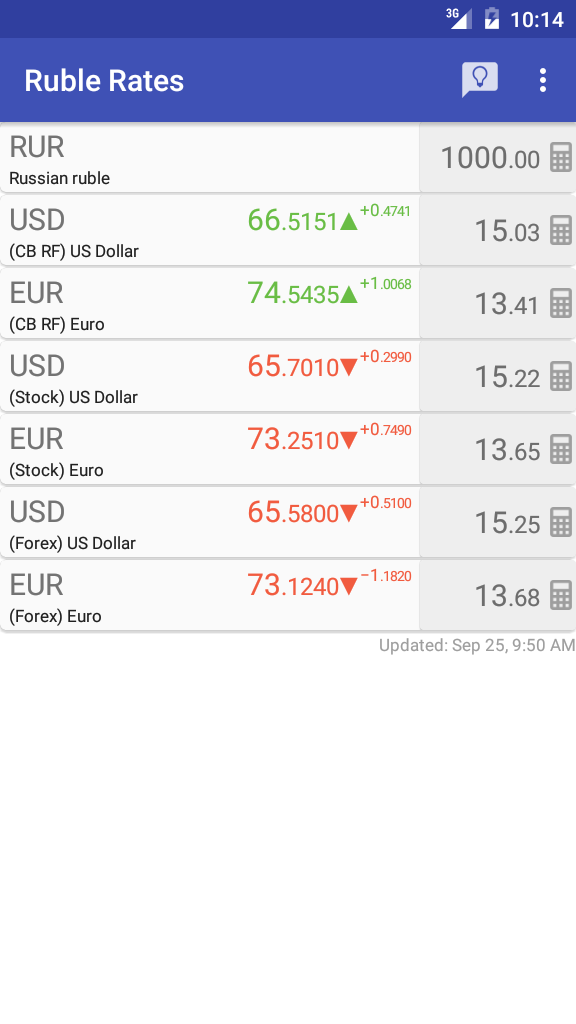 3G 10:14
Ruble Rates
RUR 1000.00
Russian ruble
USD 66.5151▲+0.4741 15.03
(CB RF) US Dollar
EUR 74.5435▲+1.0068 13.41
(CB RF) Euro
USD 65.7010▼+0.2990 15.22
(Stock) US Dollar
EUR 73.2510▼+0.7490 13.65
(Stock) Euro
USD 65.5800▼+0.5100 15.25
(Forex) US Dollar
EUR 73.1240▼−1.1820 13.68
(Forex) Euro
Updated: Sep 25, 9:50 AM